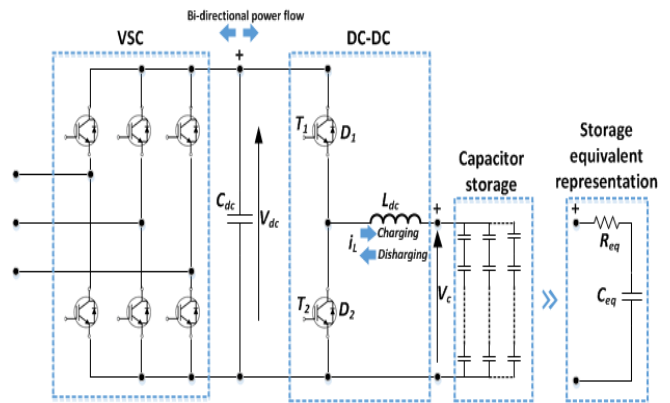 Bi-directional power flow
VSC
DC-DC
+
T1
D1
Cdc
Vdc
Ldc
+
iL
Charging
Disharging
T2
D2
Vc
Capacitor
storage
Storage
equivalent
representation
+
Req
Ceq